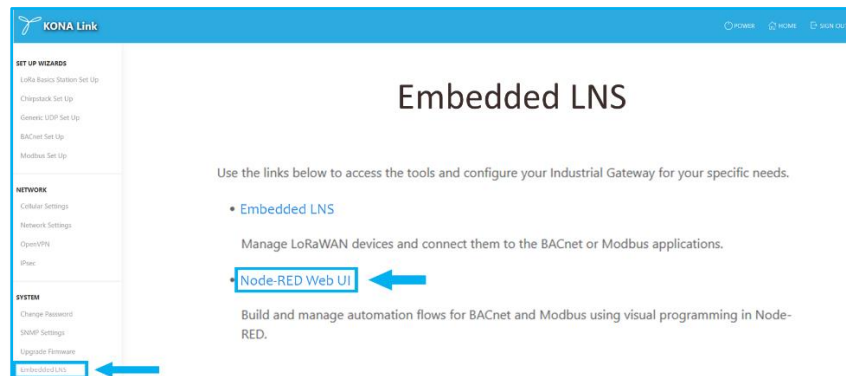 KONA Link
POWER
HOME
SIGN OUT
SET UP WIZARDS
LoRa Basics Station Set Up
Chirpstack Set Up
Generic UDP Set Up
BACnet Set Up
Modbus Set Up
NETWORK
Cellular Settings
Network Settings
OpenVPN
IPsec
SYSTEM
Change Password
SNMP Settings
Upgrade Firmware
Embedded LNS
Embedded LNS
Use the links below to access the tools and configure your Industrial Gateway for your specific needs.
• Embedded LNS
Manage LoRaWAN devices and connect them to the BACnet or Modbus applications.
• Node-RED Web UI
Build and manage automation flows for BACnet and Modbus using visual programming in Node-
RED.